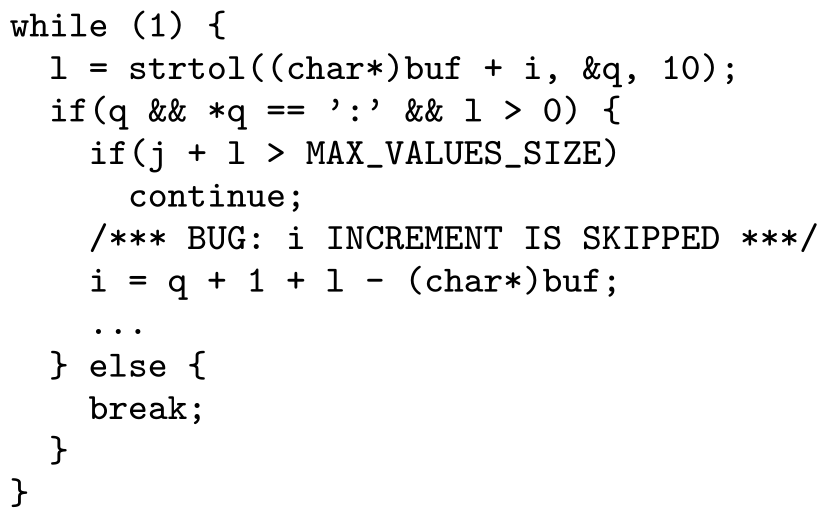 while (1) {
  l = strtol((char*)buf + i, &q, 10);
  if(q && *q == ’:’ && l > 0) {
    if(j + l > MAX_VALUES_SIZE)
      continue;
    /*** BUG: i INCREMENT IS SKIPPED ***/
    i = q + 1 + l - (char*)buf;
    ...
  } else {
    break;
  }
}